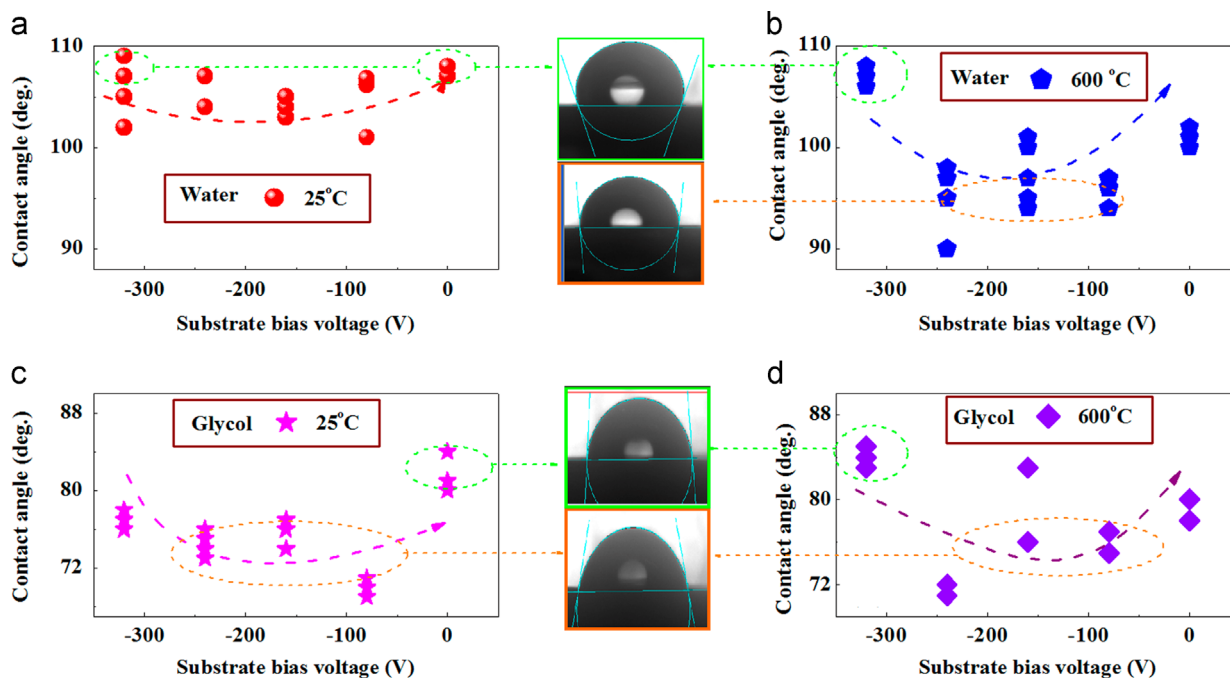 a
110
100
90
Contact angle (deg.)
Water 25°C
-300 -200 -100 0
Substrate bias voltage (V)
b
110
100
90
Contact angle (deg.)
Water 600 °C
-300 -200 -100 0
Substrate bias voltage (V)
c
88
80
72
Contact angle (deg.)
Glycol 25°C
-300 -200 -100 0
Substrate bias voltage (V)
d
88
80
72
Contact angle (deg.)
Glycol 600°C
-300 -200 -100 0
Substrate bias voltage (V)